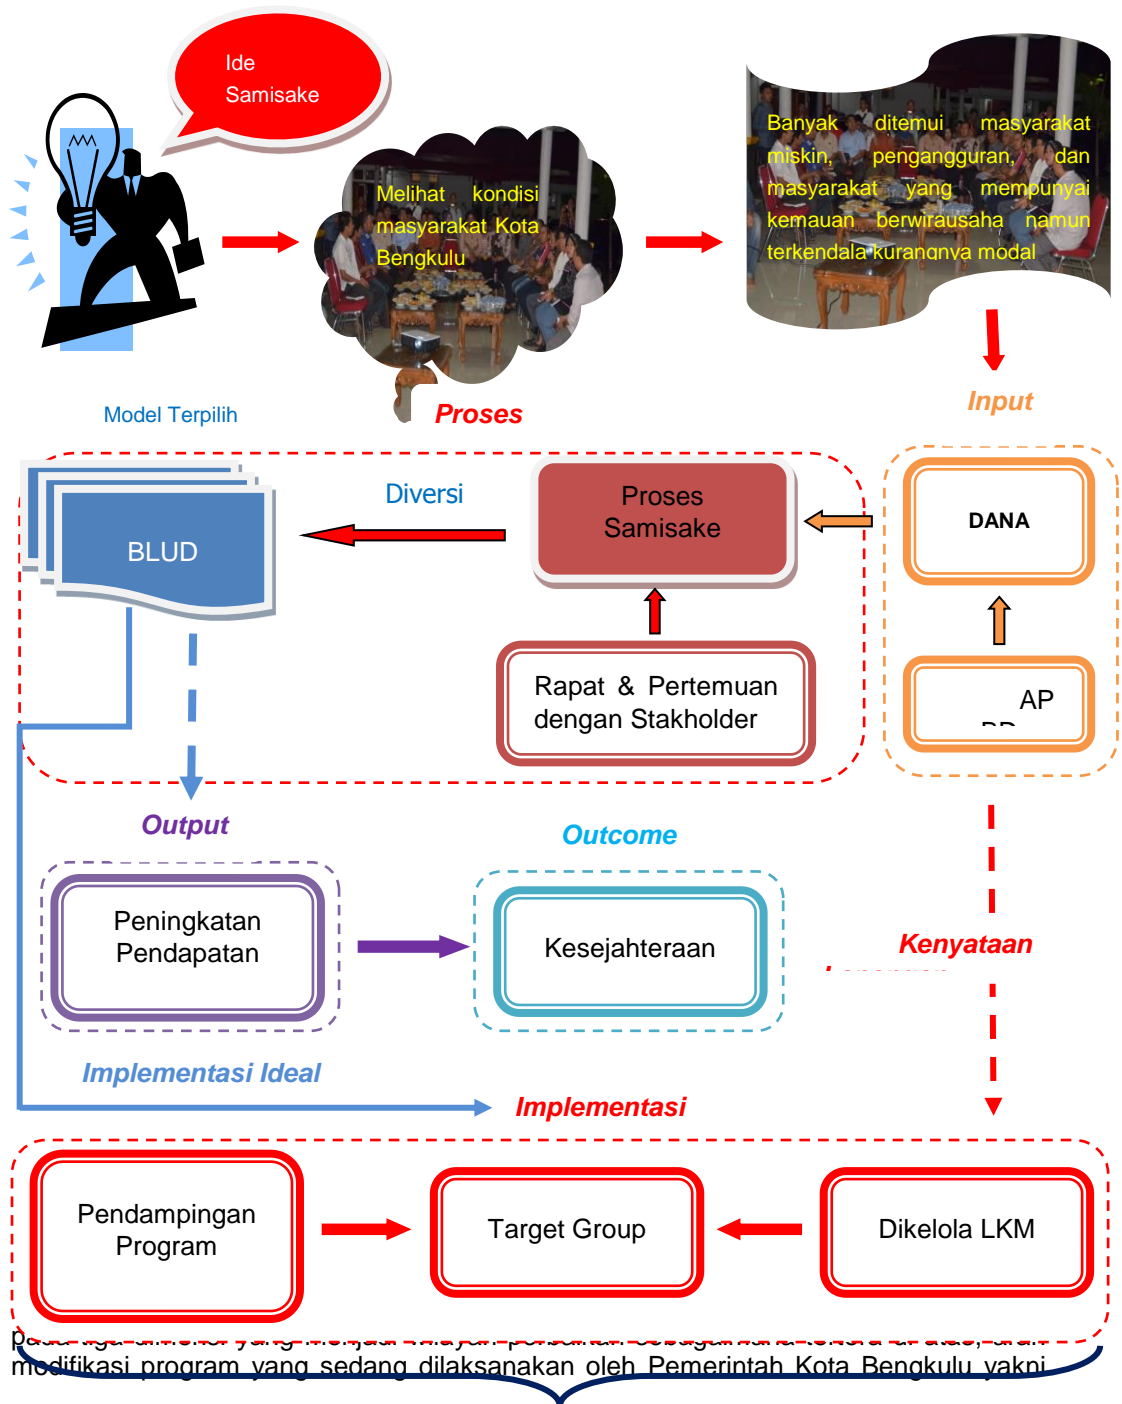 Ide
Samisake
Melihat kondisi
masyarakat Kota
Bengkulu
Banyak ditemui masyarakat
miskin, pengangguran, dan
masyarakat yang mempunyai
kemauan berwirausaha namun
terkendala kurangnya modal
Model Terpilih
Proses
Input
BLUD
Diversi
Proses
Samisake
DANA
Rapat & Pertemuan
dengan Stakholder
AP
Output
Outcome
Peningkatan
Pendapatan
Kesejahteraan
Kenyataan
Implementasi Ideal
Implementasi
Pendampingan
Program
Target Group
Dikelola LKM
yang menjadi
modifikasi program yang sedang dilaksanakan oleh Pemerintah Kota Bengkulu yakni